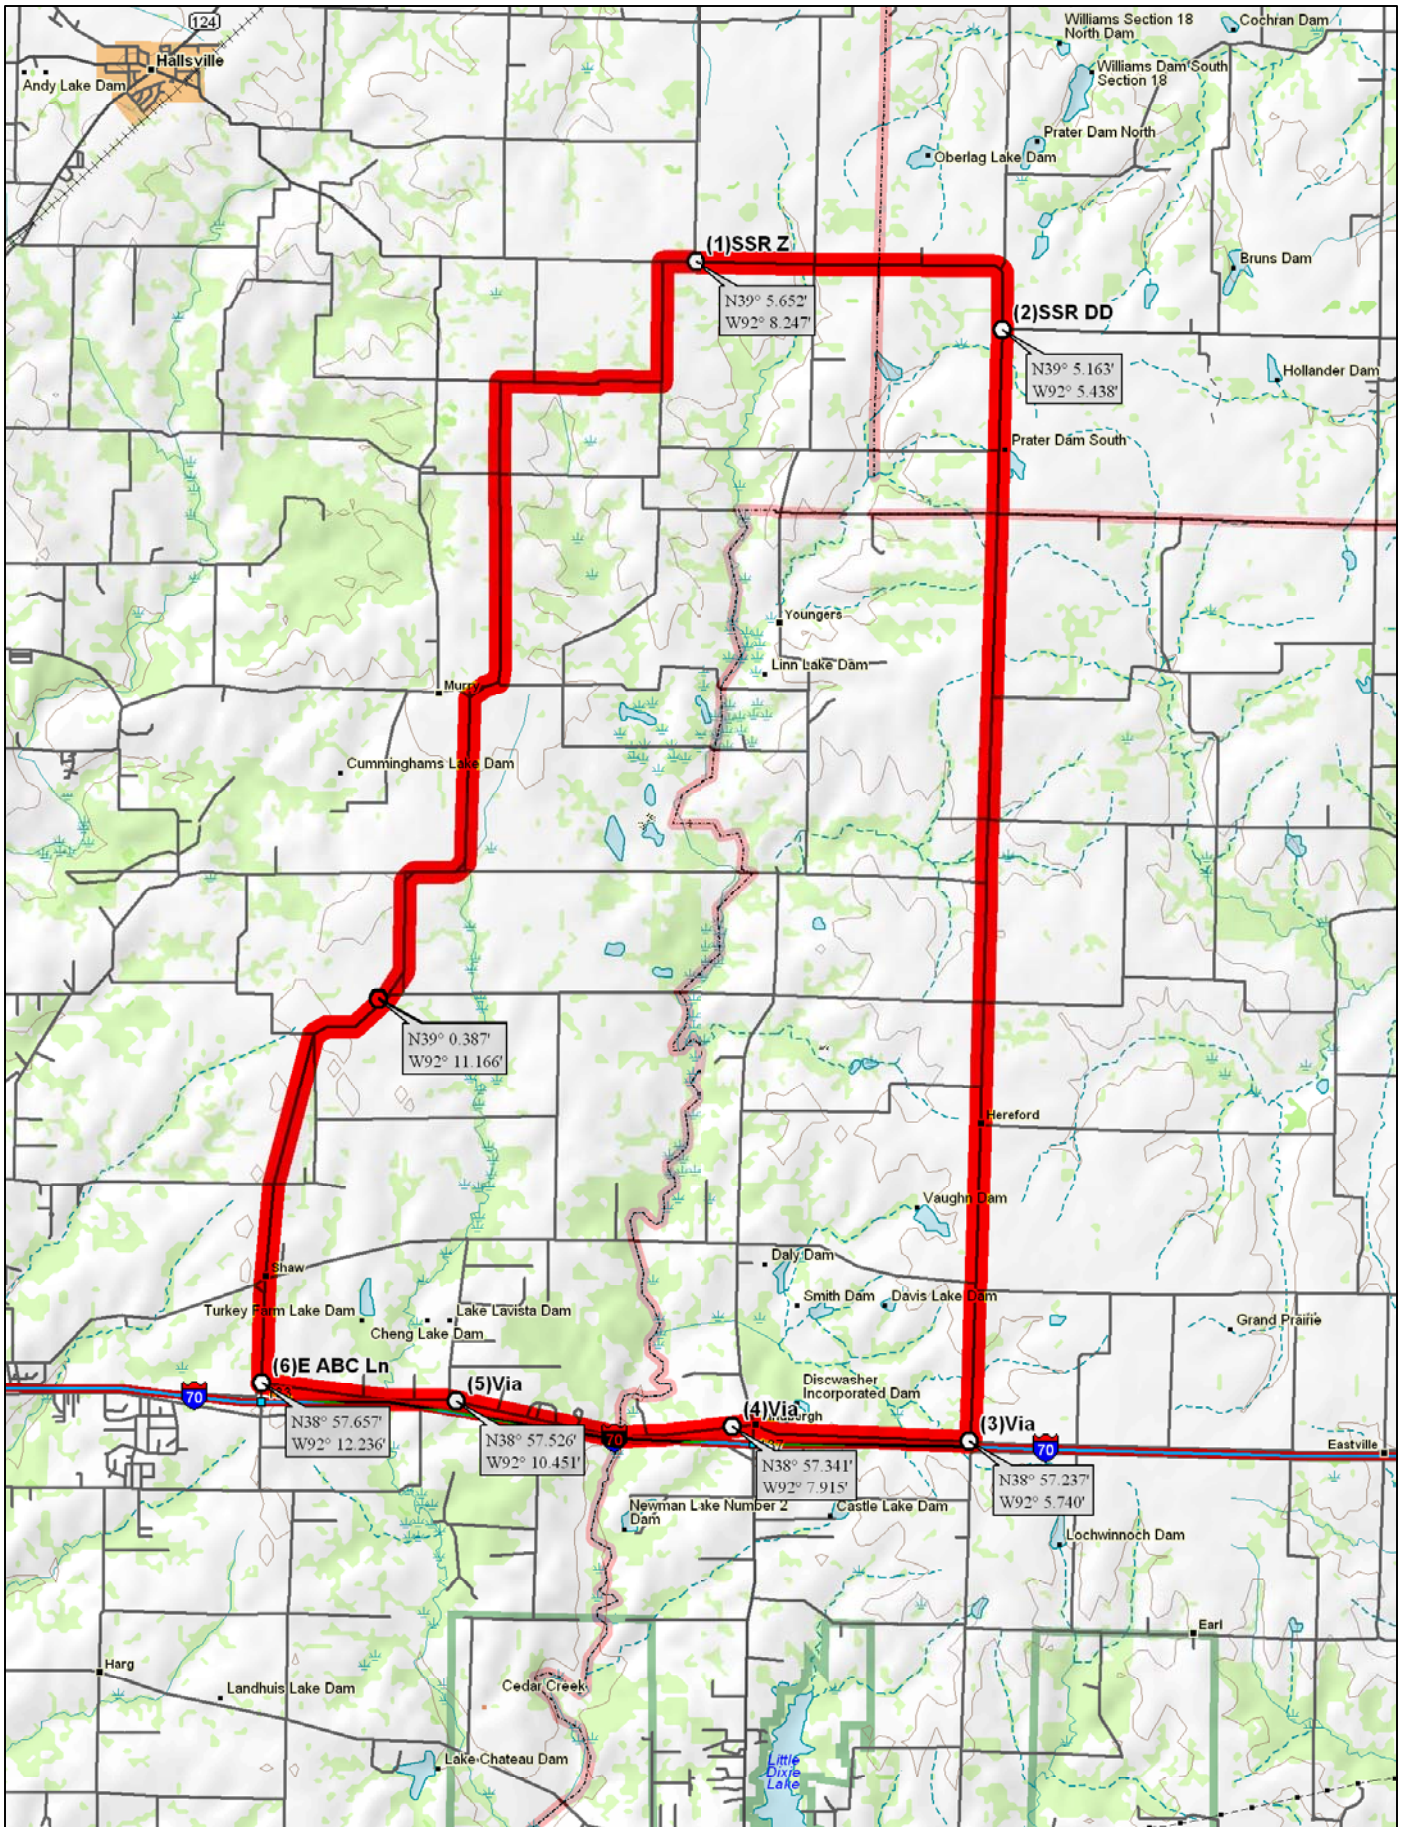 124
Hallsville
Andy Lake Dam
Williams Section 18
North Dam
Cochran Dam
Williams Dam South
Section 18
Prater Dam North
Oberlag Lake Dam
(1)SSR Z
N39° 5.652'
W92° 8.247'
Bruns Dam
(2)SSR DD
N39° 5.163'
W92° 5.438'
Hollander Dam
Prater Dam South
Youngers
Linn Lake Dam
Murry
Cumminghams Lake Dam
N39° 0.387'
W92° 11.166'
Hereford
Vaughn Dam
Daly Dam
Shaw
Turkey Farm Lake Dam
Lake Lavista Dam
Cheng Lake Dam
Smith Dam
Davis Lake Dam
Grand Prairie
(6)E ABC Ln
(5)Via
Discwasher
Incorporated Dam
(4)Via
(3)Via
70
70
70
Eastville
N38° 57.657'
W92° 12.236'
N38° 57.526'
W92° 10.451'
N38° 57.341'
W92° 7.915'
N38° 57.237'
W92° 5.740'
Newman Lake Number 2
Dam
Castle Lake Dam
Lochwinnoch Dam
Earl
Harg
Landhuis Lake Dam
Cedar Creek
Lake Chateau Dam
Little
Dixie
Lake